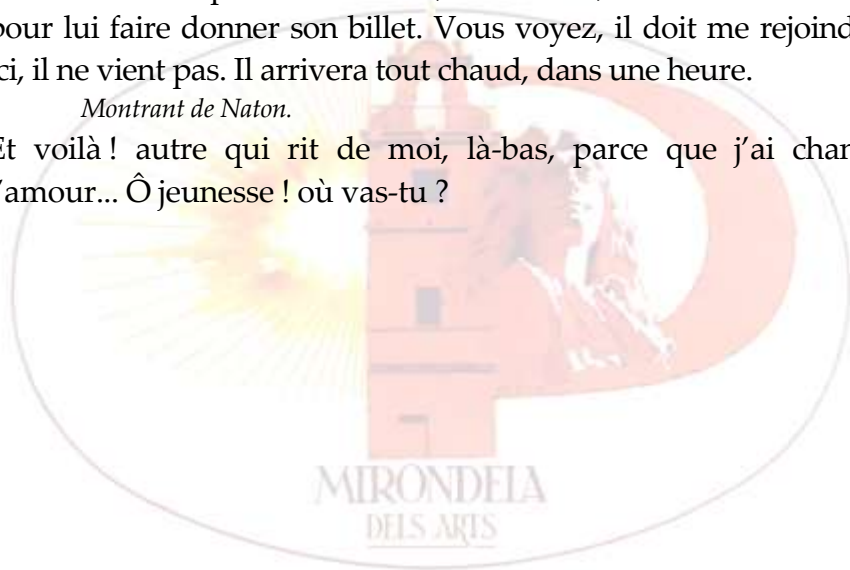 pour lui faire donner son billet. Vous voyez, il doit me rejoind
ci, il ne vient pas. Il arrivera tout chaud, dans une heure.
Montrant de Naton.
Et voilà ! autre qui rit de moi, là-bas, parce que j'ai chan
'amour... Ô jeunesse ! où vas-tu ?
MIRONDELA
DELS ARTS